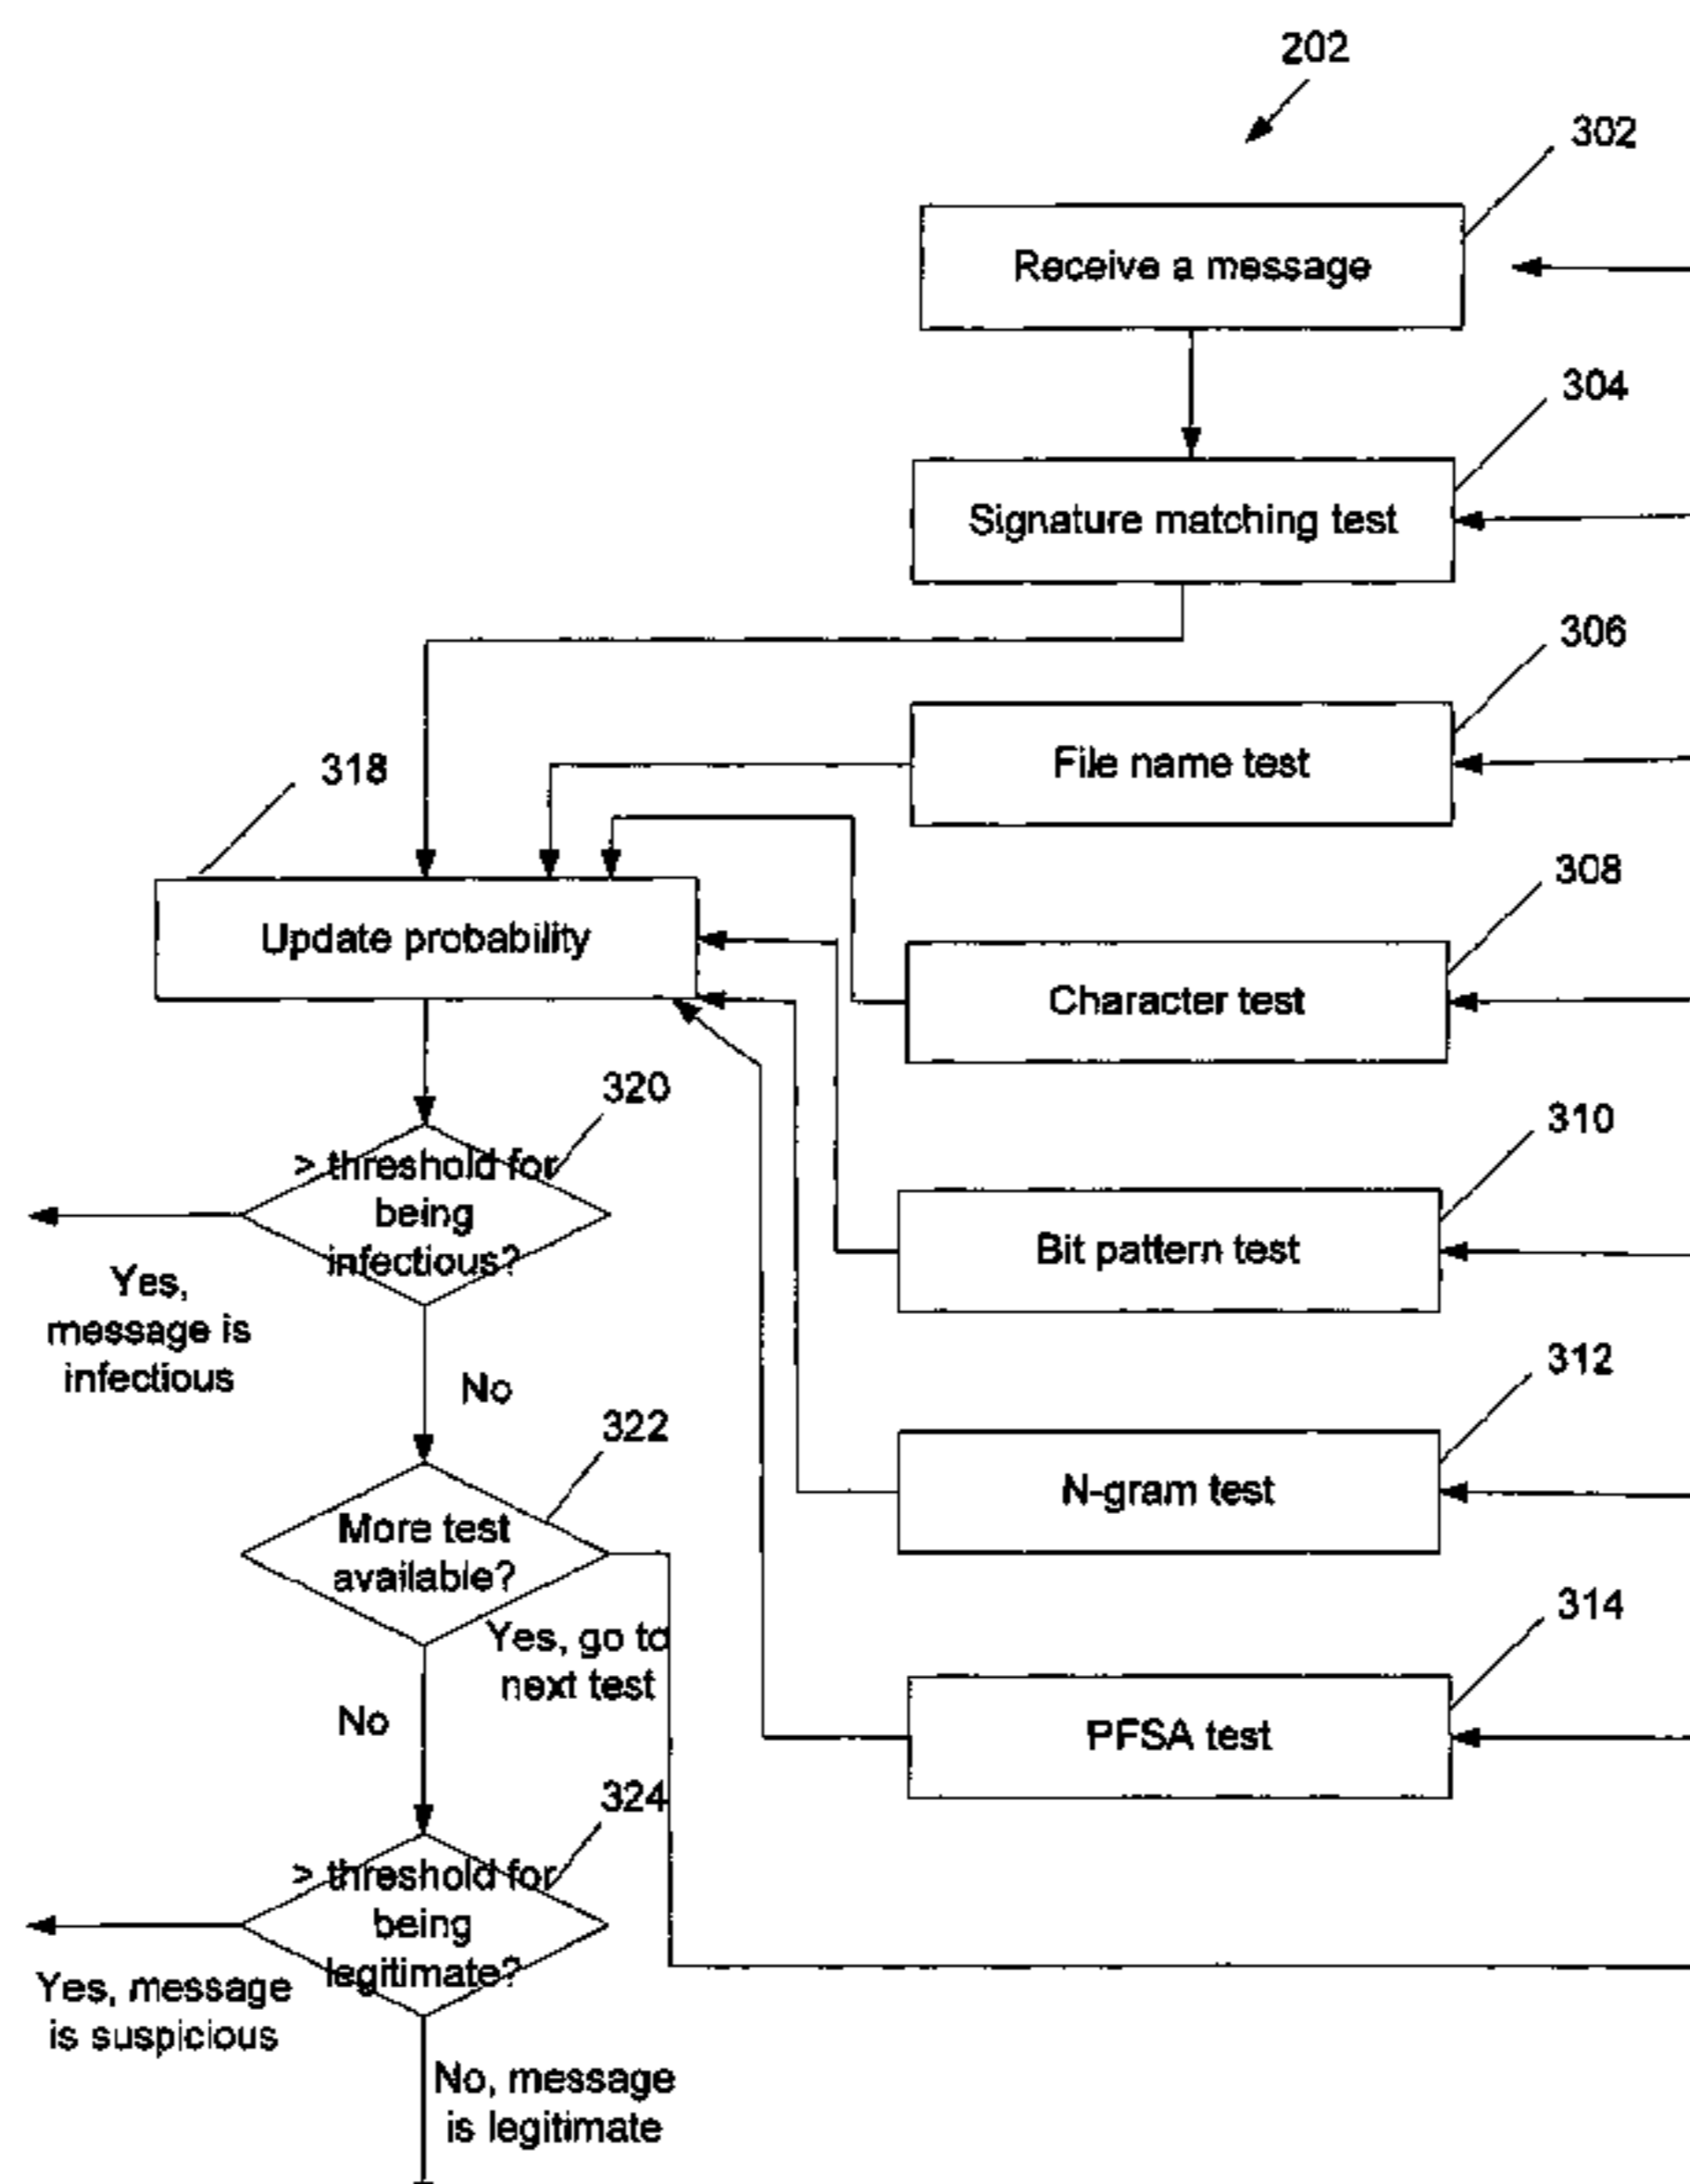 202
302
Receive a message
304
Signature matching test
306
File name test
318
Update probability
308
Character test
320
> threshold for
being
infectious?
Yes,
message is
infectious
310
Bit pattern test
No
312
N-gram test
322
More test
available?
Yes, go to
next test
314
PFSA test
No
324
> threshold for
being
legitimate?
Yes, message
is suspicious
No, message
is legitimate